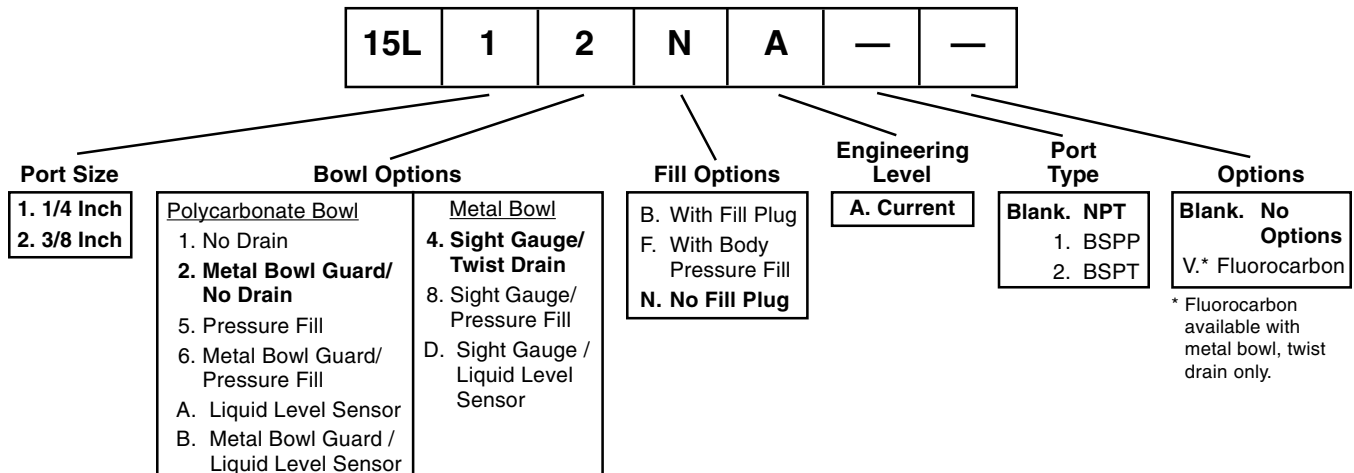 15L 1 2 N A — —
Port Size
1. 1/4 Inch
2. 3/8 Inch
Bowl Options
Polycarbonate Bowl
1. No Drain
2. Metal Bowl Guard/
No Drain
5. Pressure Fill
6. Metal Bowl Guard/
Pressure Fill
A. Liquid Level Sensor
B. Metal Bowl Guard /
Liquid Level Sensor
Metal Bowl
4. Sight Gauge/
Twist Drain
8. Sight Gauge/
Pressure Fill
D. Sight Gauge /
Liquid Level
Sensor
Fill Options
B. With Fill Plug
F. With Body
Pressure Fill
N. No Fill Plug
Engineering
Level
A. Current
Port
Type
Blank. NPT
1. BSPP
2. BSPT
Options
Blank. No
Options
V.* Fluorocarbon
* Fluorocarbon
available with
metal bowl, twist
drain only.